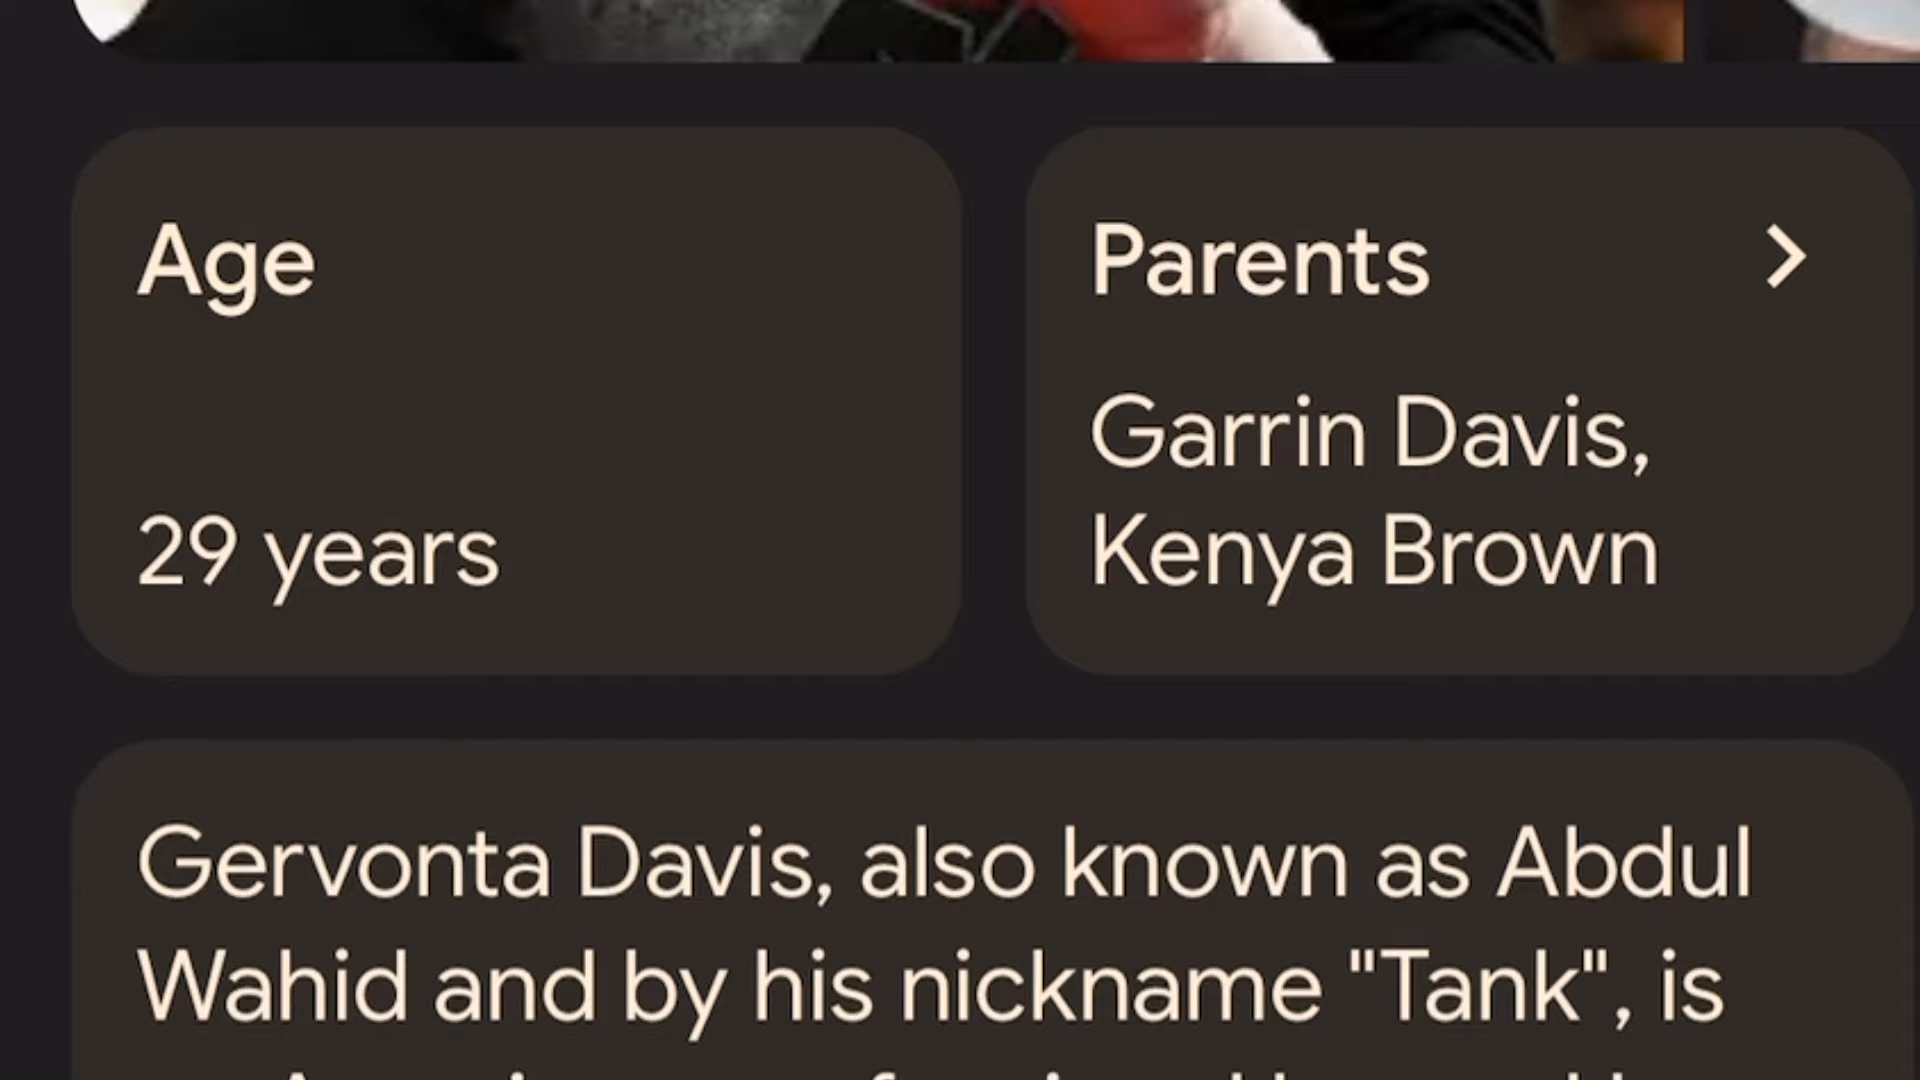 Age
29 years
Parents
Garrin Davis,
Kenya Brown
Gervonta Davis, also known as Abdul
Wahid and by his nickname "Tank", is